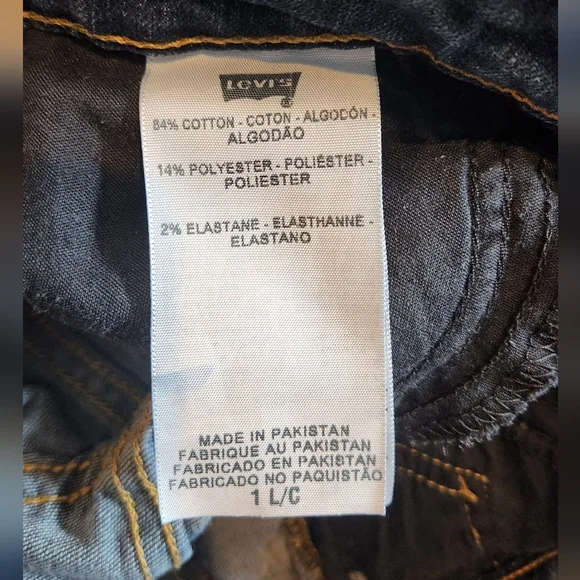 LEVI'S
®
84% COTTON - COTON - ALGODÓN -
ALGODÃO
14% POLYESTER - POLIÉSTER -
POLIESTER
2% ELASTANE - ELASTHANNE -
ELASTANO
MADE IN PAKISTAN
FABRIQUE AU PAKISTAN
FABRICADO EN PAKISTAN
FABRICADO NO PAQUISTÃO
1 L/C